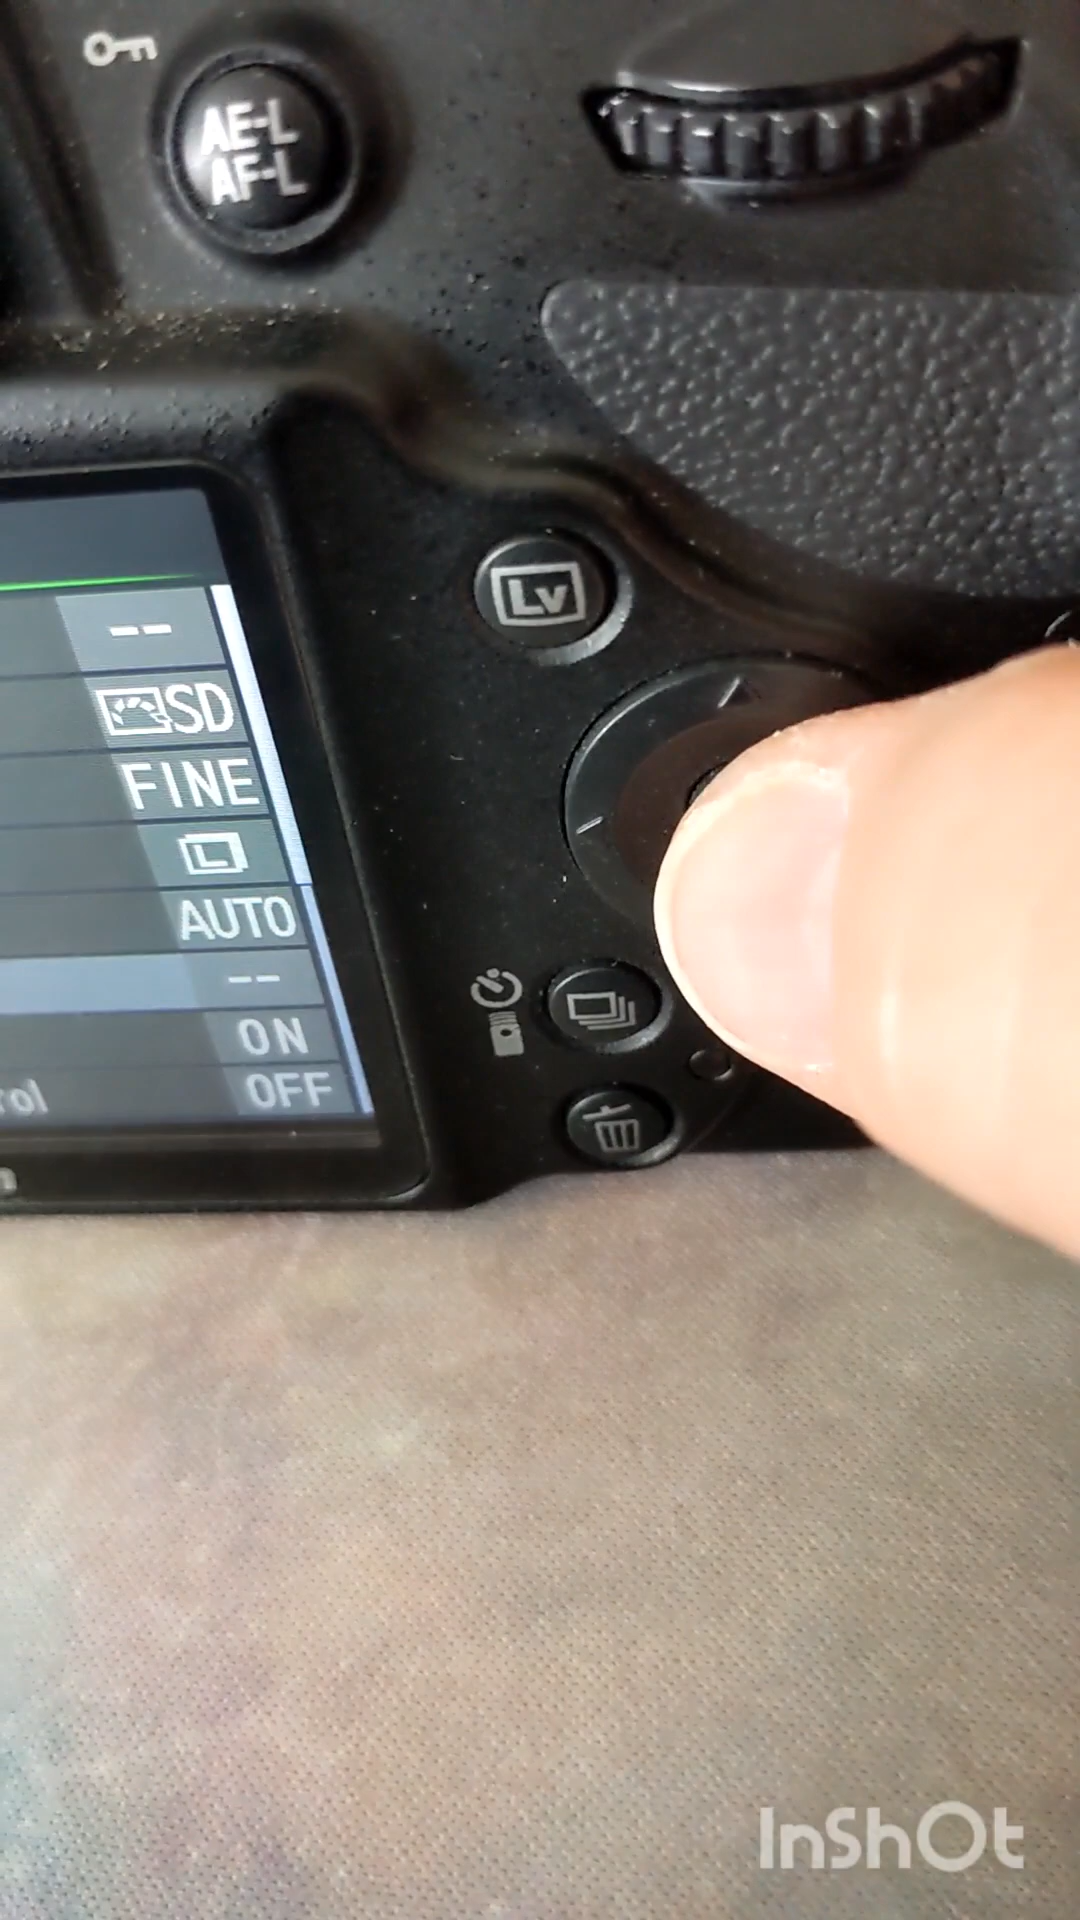 AE-L
AF-L
Lv
--
SD
FINE
L
AUTO
--
ON
rol OFF
n
InShOt